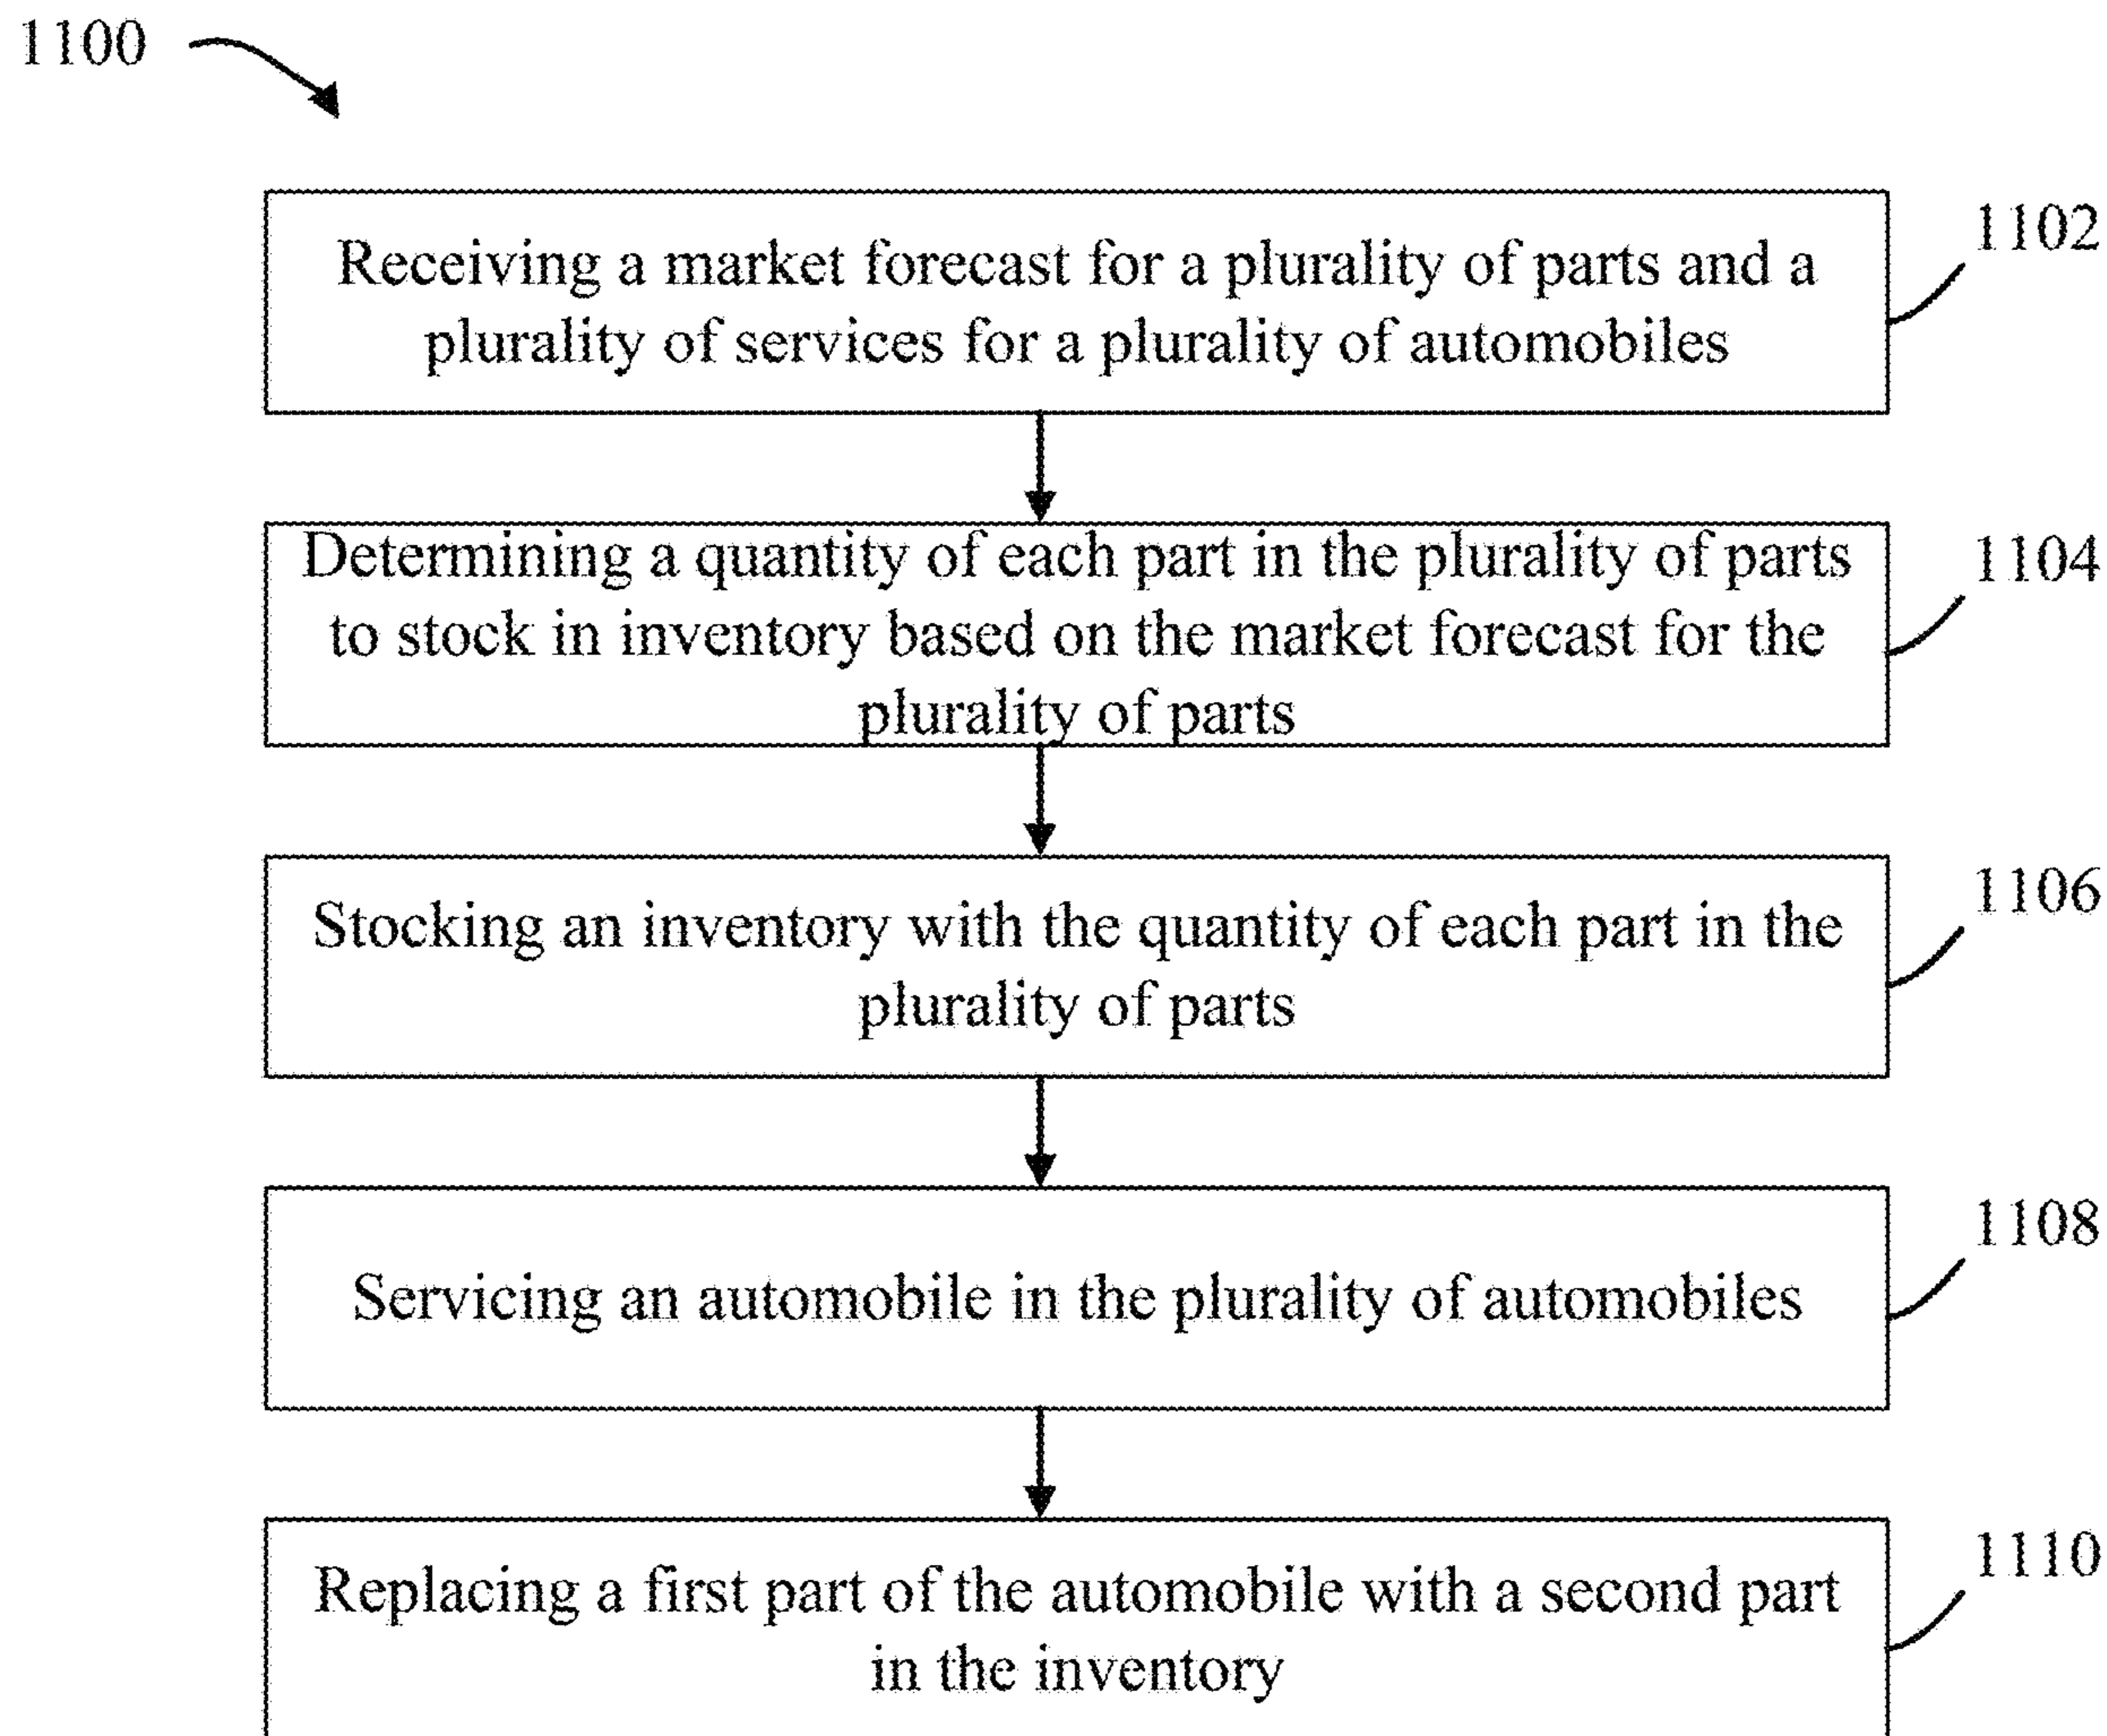 1100
Receiving a market forecast for a plurality of parts and a
plurality of services for a plurality of automobiles
1102
Determining a quantity of each part in the plurality of parts
to stock in inventory based on the market forecast for the
plurality of parts
1104
Stocking an inventory with the quantity of each part in the
plurality of parts
1106
Servicing an automobile in the plurality of automobiles
1108
Replacing a first part of the automobile with a second part
in the inventory
1110